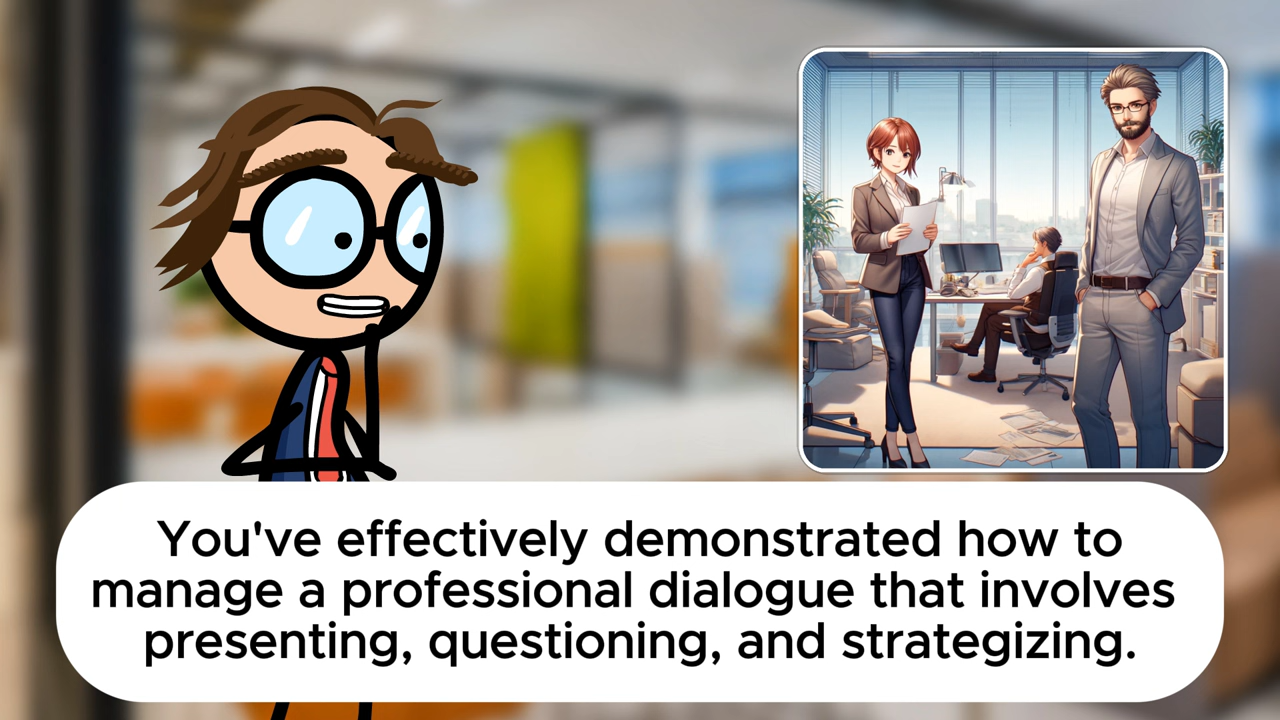 You've effectively demonstrated how to
manage a professional dialogue that involves
presenting, questioning, and strategizing.